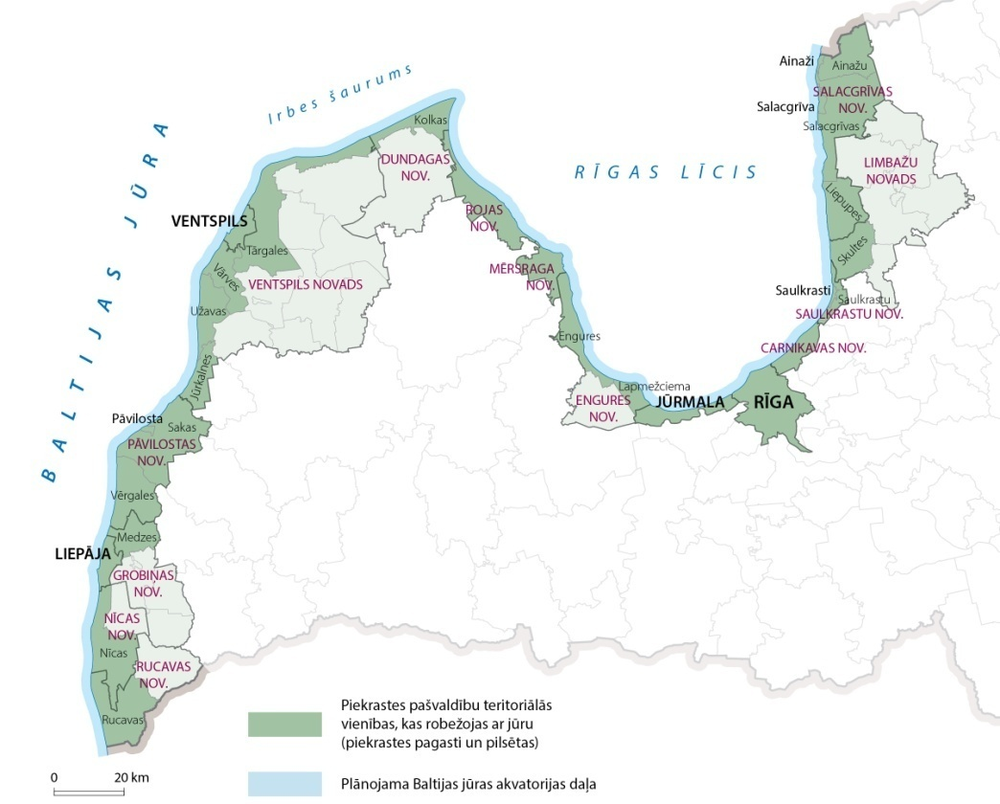 Irbes šaurums
BALTIJAS JŪRA
RĪGAS LĪCIS
Ainaži
Ainažu
SALACGRĪVAS
NOV.
Salacgrīva
Salacgrīvas
LIMBAŽU
NOVADS
Liepupes
Skultes
Saulkrasti
Saulkrastu
SAULKRASTU NOV.
CARNIKAVAS NOV.
RĪGA
JŪRMALA
Lapmežciema
ENGURES
NOV.
Engures
MĒRSRAGA
NOV.
ROJAS
NOV.
Kolkas
DUNDAGAS
NOV.
VENTSPILS
Tārgales
Vārves
VENTSPILS NOVADS
Užavas
Jūrkalnes
Pāvilosta
Sakas
PĀVILOSTAS
NOV.
Vērgales
Medzes
LIEPĀJA
GROBIŅAS
NOV.
NĪCAS
NOV.
Nīcas
RUCAVAS
NOV.
Rucavas
Piekrastes pašvaldību teritoriālās
vienības, kas robežojas ar jūru
(piekrastes pagasti un pilsētas)
Plānojama Baltijas jūras akvatorijas daļa
0 20 km